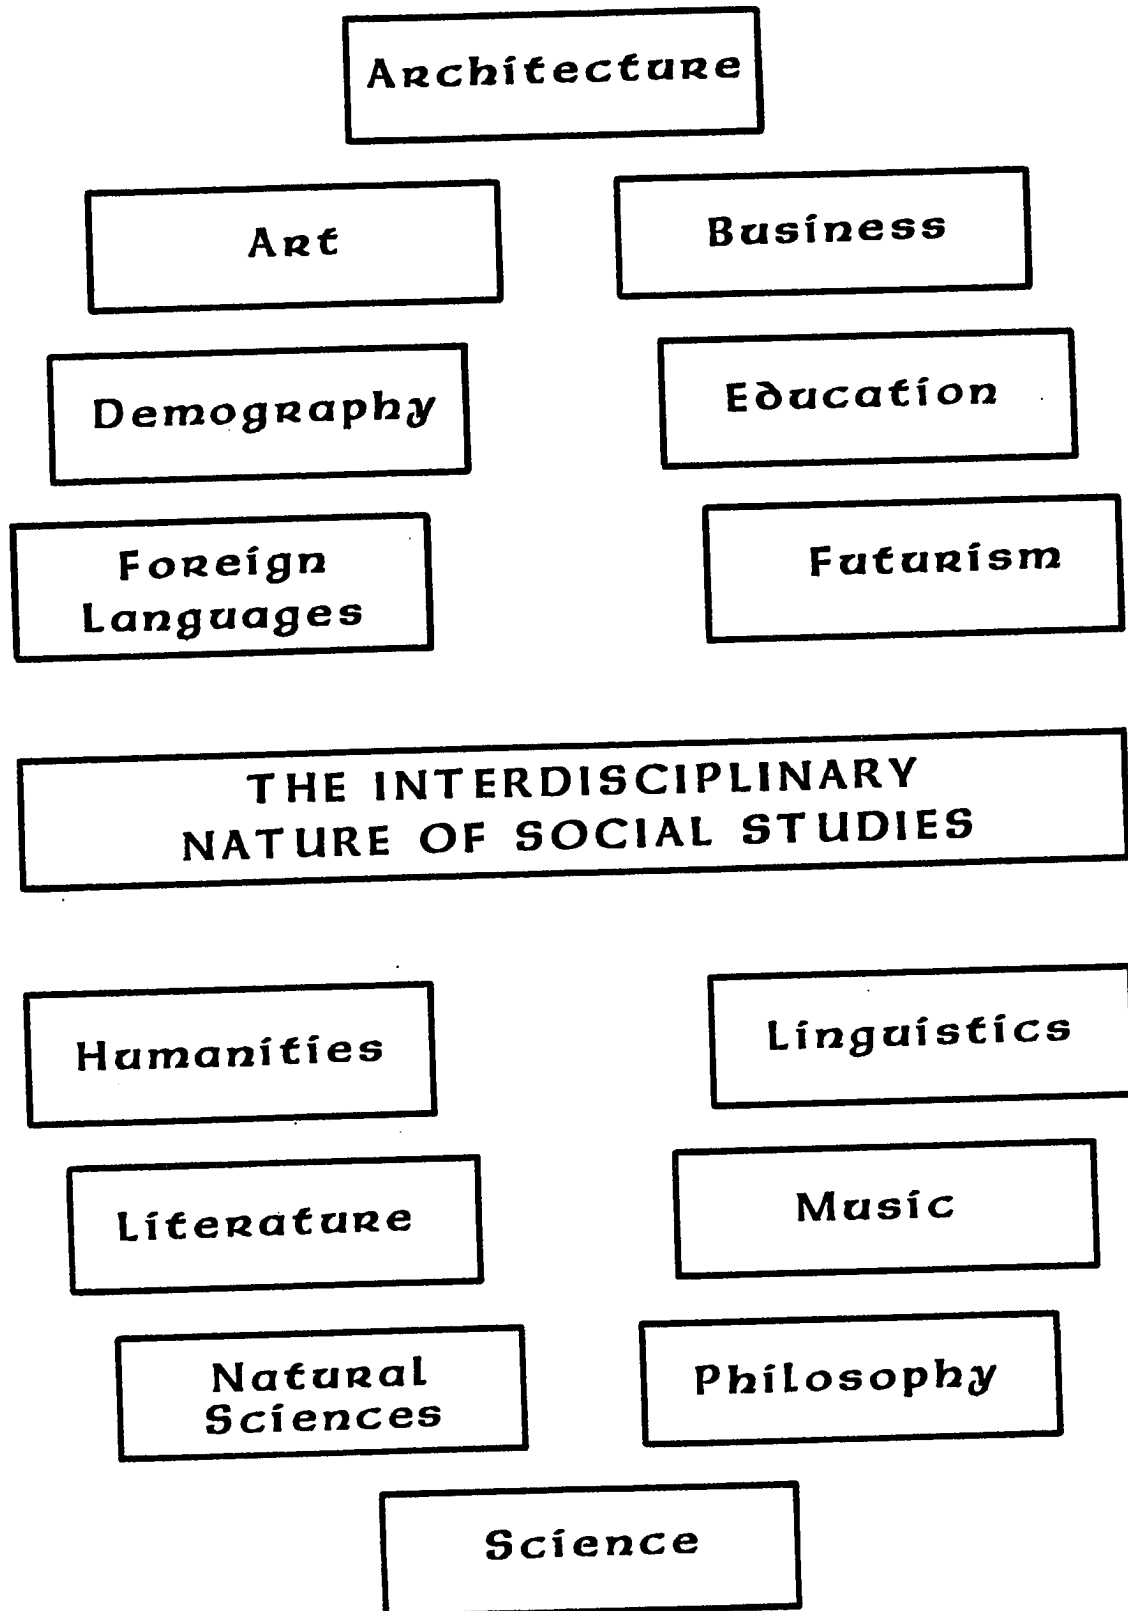 Architecture
Art
Business
Demography
Education
Foreign
Languages
Futurism
THE INTERDISCIPLINARY
NATURE OF SOCIAL STUDIES
Humanities
Linguistics
Literature
Music
Natural
Sciences
Philosophy
Science